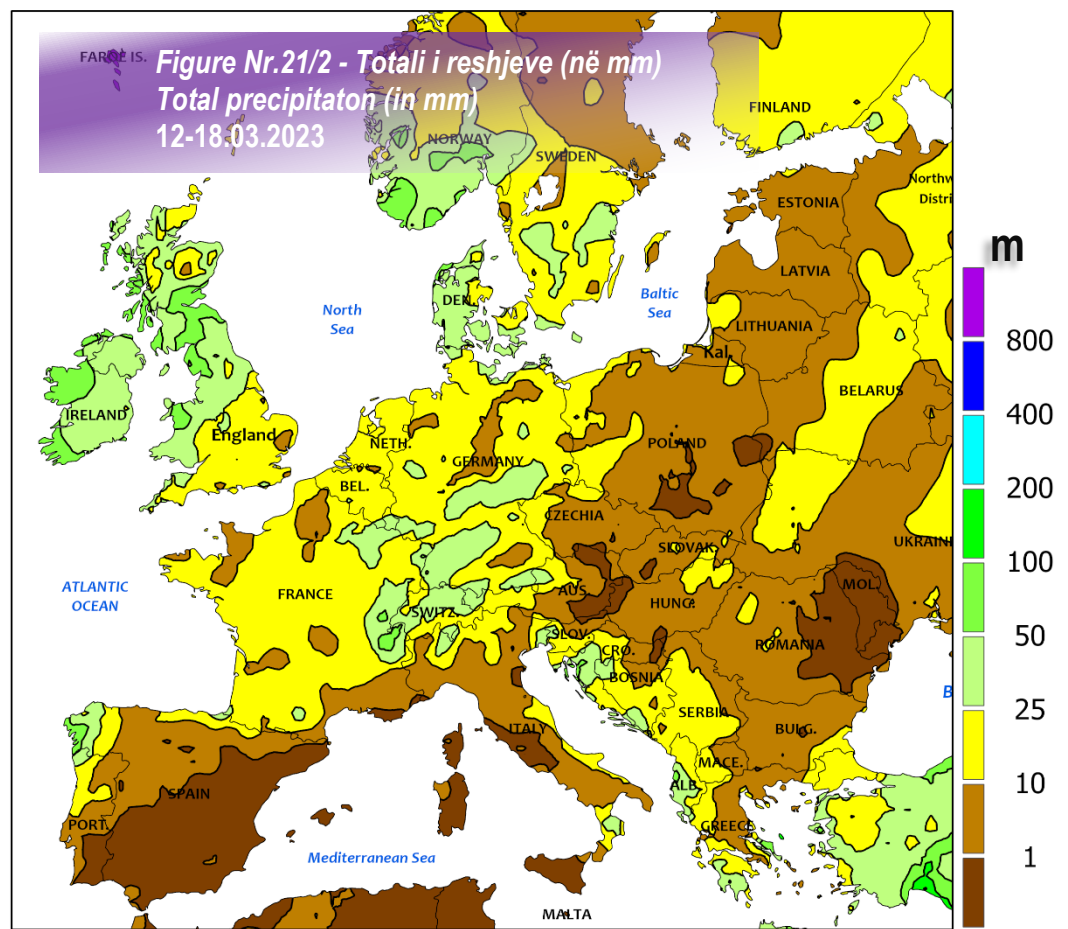 FAROE IS.
Figure Nr.21/2 - Totali i reshjeve (në mm)
Total precipitaton (in mm)
12-18.03.2023
NORWAY
SWEDEN
FINLAND
Northw
Distri
ESTONIA
LATVIA
LITHUANIA
Kal.
BELARUS
North
Sea
Baltic
Sea
DEN.
IRELAND
England
NETH.
BEL.
GERMANY
POLAND
CZECHIA
SLOVAK.
UKRAIN
ATLANTIC
OCEAN
FRANCE
SWITZ.
AUS.
HUNG.
MOL.
ROMANIA
SLOV.
CRO.
BOSNIA
SERBIA
BULG.
B
ITALY
MACE.
ALB.
GREECE
SPAIN
PORT.
Mediterranean Sea
MALTA
m
800
400
200
100
50
25
10
1